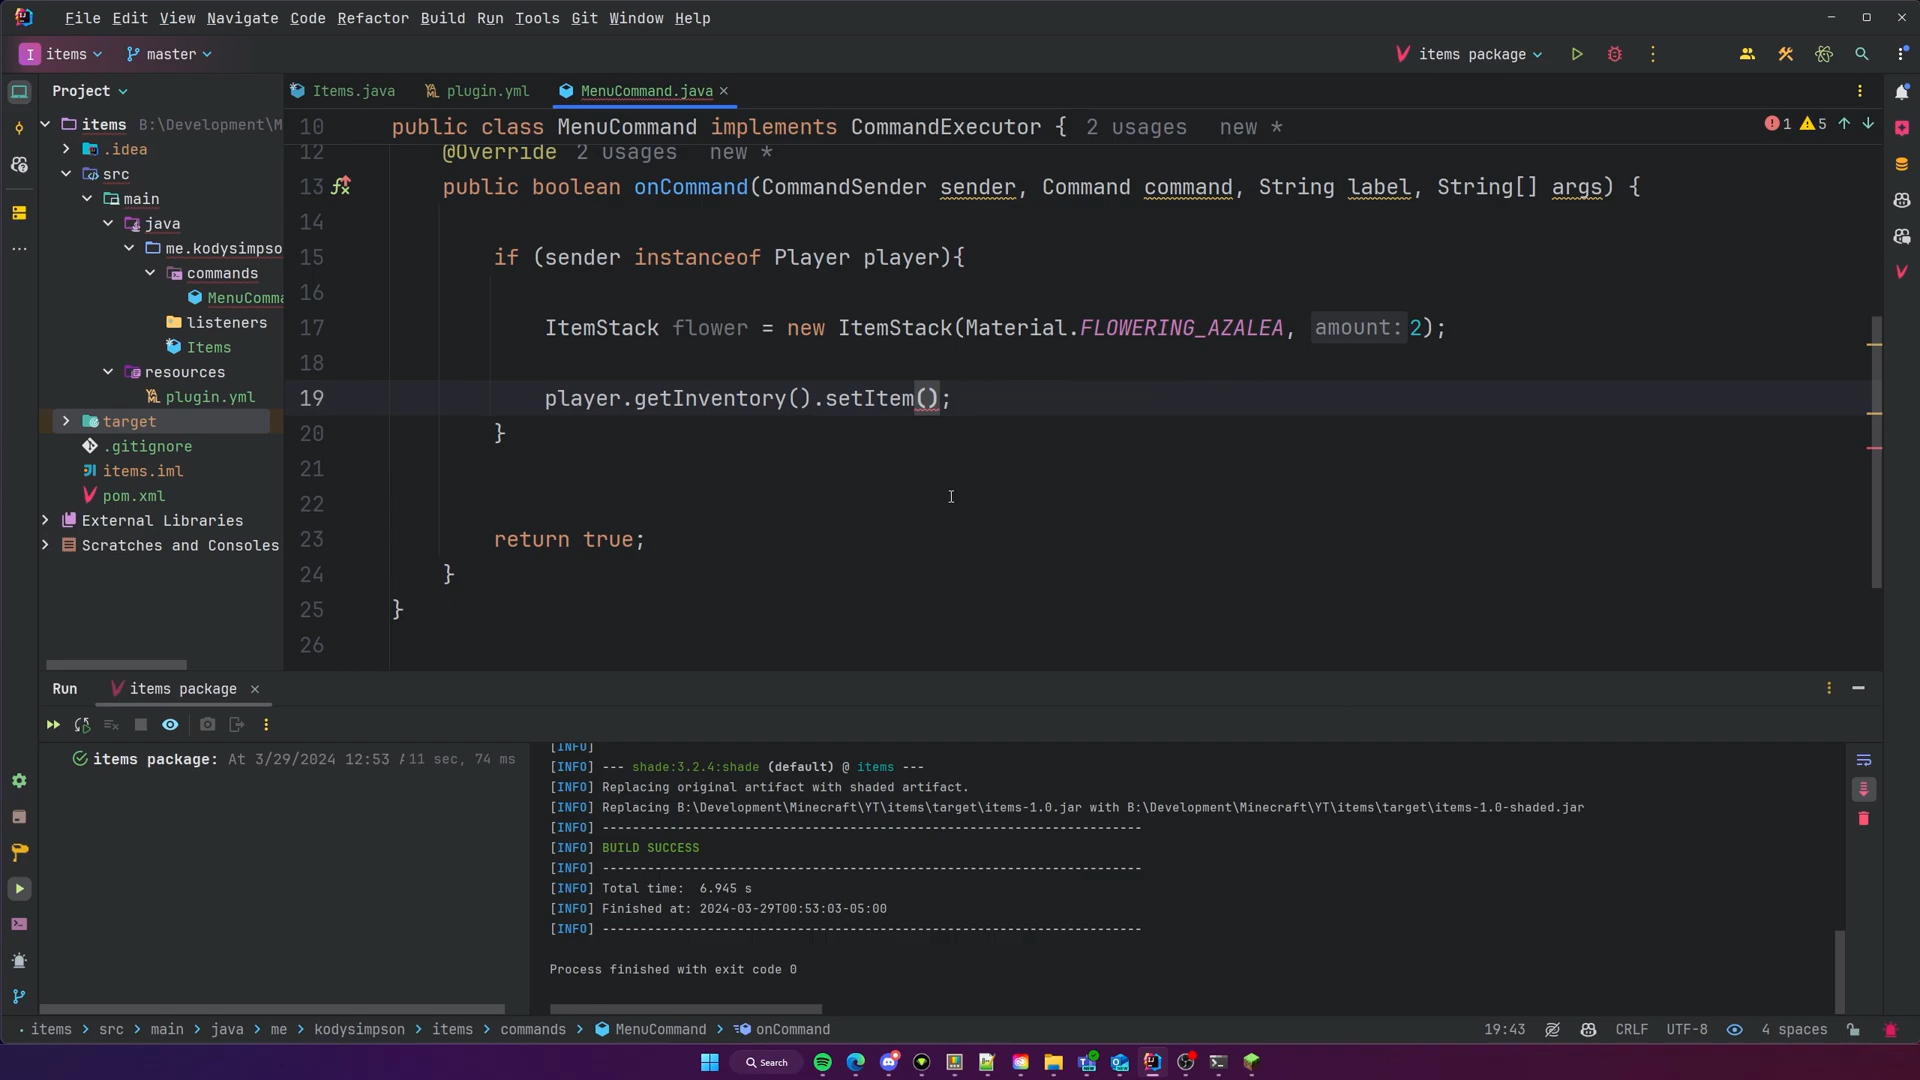 File Edit View Navigate Code Refactor Build Run Tools Git Window Help
I items master items package
Project
Items.java plugin.yml MenuCommand.java
items B:\Development\M
.idea
src
main
java
me.kodysimpso
commands
MenuComma
listeners
Items
resources
plugin.yml
target
.gitignore
items.iml
pom.xml
External Libraries
Scratches and Consoles
10 public class MenuCommand implements CommandExecutor { 2 usages new * 1 5
12 @Override 2 usages new *
13 public boolean onCommand(CommandSender sender, Command command, String label, String[] args) {
14
15 if (sender instanceof Player player){
16
17 ItemStack flower = new ItemStack(Material.FLOWERING_AZALEA, amount: 2);
18
19 player.getInventory().setItem();
20 }
21
22
23 return true;
24 }
25 }
26
Run items package
items package: At 3/29/2024 12:53 11 sec, 74 ms
[INFO]
[INFO] --- shade:3.2.4:shade (default) @ items ---
[INFO] Replacing original artifact with shaded artifact.
[INFO] Replacing B:\Development\Minecraft\YT\items\target\items-1.0.jar with B:\Development\Minecraft\YT\items\target\items-1.0-shaded.jar
[INFO] ------------------------------------------------------------------------
[INFO] BUILD SUCCESS
[INFO] ------------------------------------------------------------------------
[INFO] Total time:  6.945 s
[INFO] Finished at: 2024-03-29T00:53:03-05:00
[INFO] ------------------------------------------------------------------------
Process finished with exit code 0
items > src > main > java > me > kodysimpson > items > commands > MenuCommand > onCommand 19:43 CRLF UTF-8 4 spaces
Search